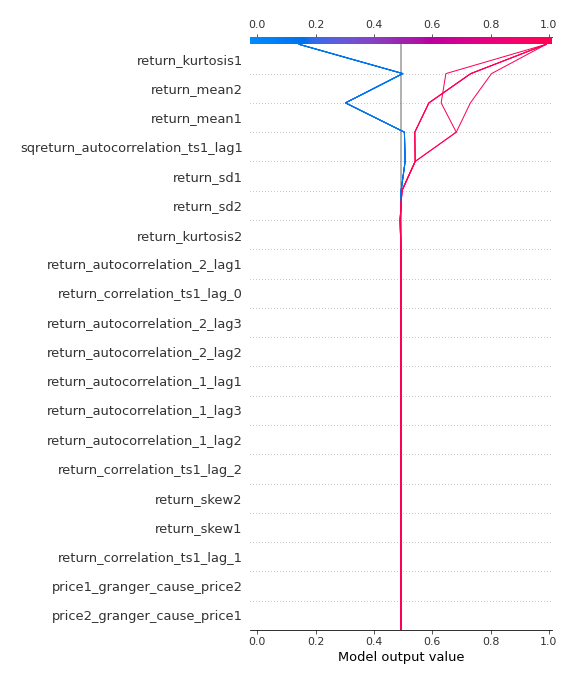 0.0 0.2 0.4 0.6 0.8 1.0
return_kurtosis1
return_mean2
return_mean1
sqreturn_autocorrelation_ts1_lag1
return_sd1
return_sd2
return_kurtosis2
return_autocorrelation_2_lag1
return_correlation_ts1_lag_0
return_autocorrelation_2_lag3
return_autocorrelation_2_lag2
return_autocorrelation_1_lag1
return_autocorrelation_1_lag3
return_autocorrelation_1_lag2
return_correlation_ts1_lag_2
return_skew2
return_skew1
return_correlation_ts1_lag_1
price1_granger_cause_price2
price2_granger_cause_price1
0.0 0.2 0.4 0.6 0.8 1.0
Model output value